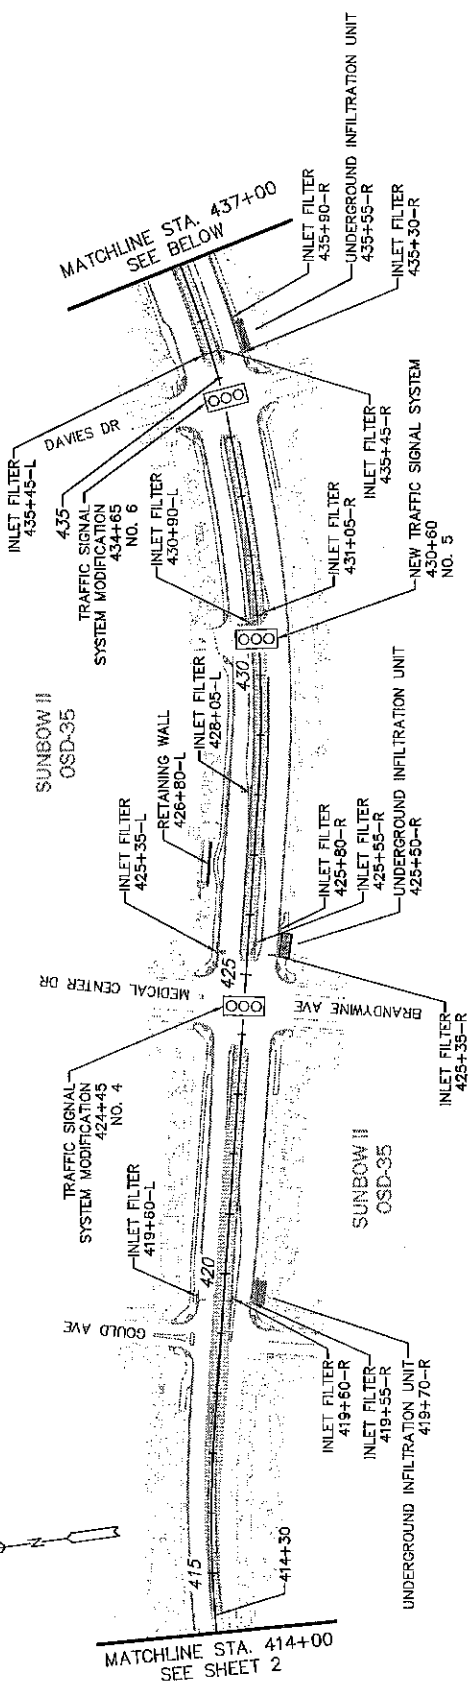 MATCHLINE STA. 414+00
SEE SHEET 2
415
414+30
GOULD AVE
INLET FILTER
419+60-L
420
INLET FILTER
419+60-R
INLET FILTER
419+55-R
UNDERGROUND INFILTRATION UNIT
419+70-R
TRAFFIC SIGNAL
SYSTEM MODIFICATION
424+45
NO. 4
SUNBOW II
OSD-35
MEDICAL CENTER DR
BRANDYWINE AVE
425
INLET FILTER
425+35-L
INLET FILTER
425+35-R
RETAINING WALL
426+80-L
INLET FILTER
428+05-L
INLET FILTER
425+80-R
INLET FILTER
425+55-R
UNDERGROUND INFILTRATION UNIT
425+50-R
SUNBOW II
OSD-35
430
INLET FILTER
430+90-L
INLET FILTER
431+05-R
NEW TRAFFIC SIGNAL SYSTEM
430+60
NO. 5
TRAFFIC SIGNAL
SYSTEM MODIFICATION
434+65
NO. 6
435
DAVIES DR
INLET FILTER
435+45-L
INLET FILTER
435+45-R
INLET FILTER
435+90-R
UNDERGROUND INFILTRATION UNIT
435+55-R
INLET FILTER
435+30-R
MATCHLINE STA. 437+00
SEE BELOW
N